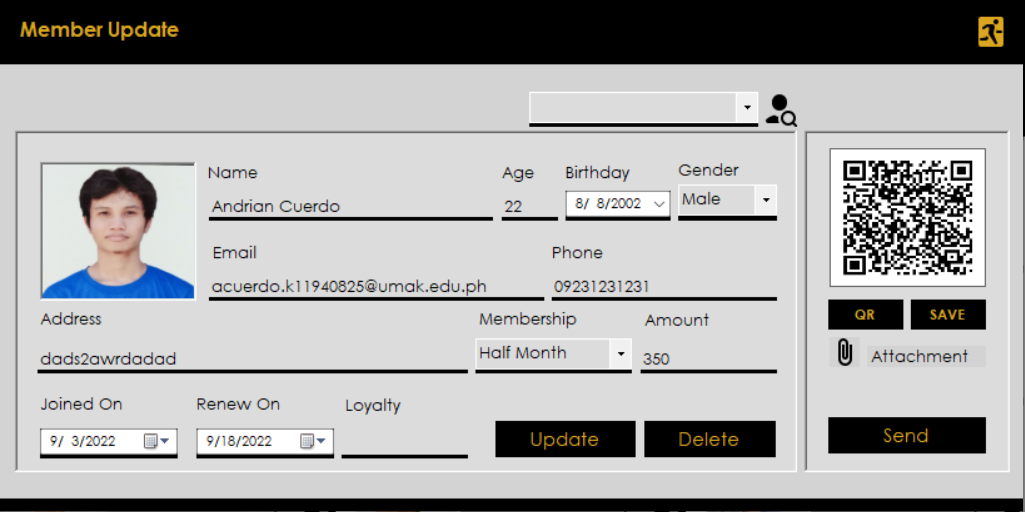 Member Update
Name
Age
Birthday
Gender
Andrian Cuerdo
22
8/ 8/2002
Male
Email
Phone
acuerdo.k11940825@umak.edu.ph
09231231231
Address
Membership
Amount
dads2awrdadad
Half Month
350
Joined On
Renew On
Loyalty
9/ 3/2022
9/18/2022
Update
Delete
QR
SAVE
Attachment
Send